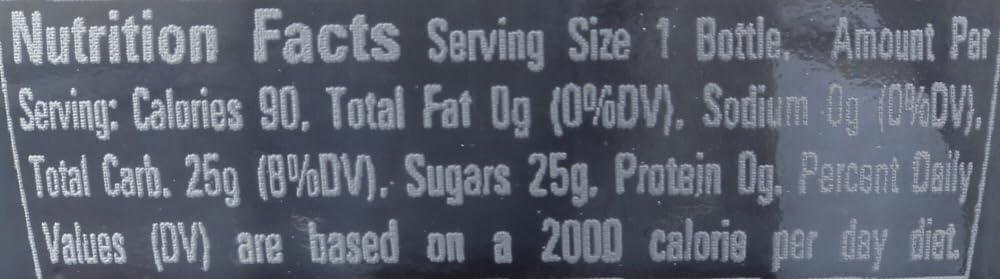 Nutrition Facts Serving Size 1 Bottle. Amount Per
Serving: Calories 90, Total Fat 0g (0%DV), Sodium 0g (0%DV),
Total Carb. 25g (8%DV), Sugars 25g, Protein 0g. Percent Daily
Values (DV) are based on a 2000 calorie per day diet.